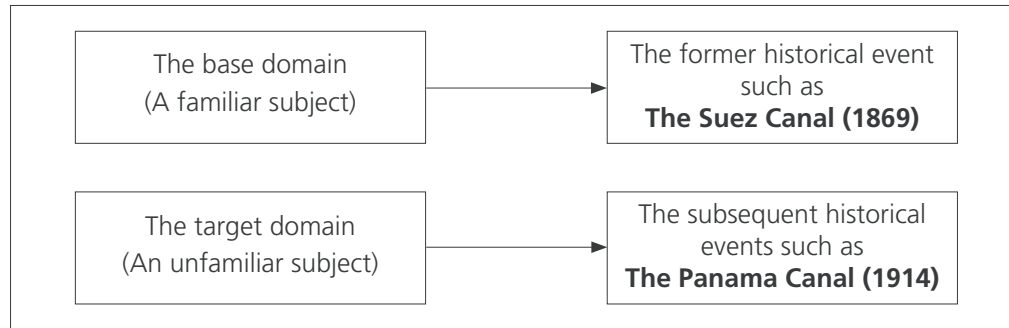 The base domain
(A familiar subject)
The former historical event
such as
The Suez Canal (1869)
The target domain
(An unfamiliar subject)
The subsequent historical
events such as
The Panama Canal (1914)